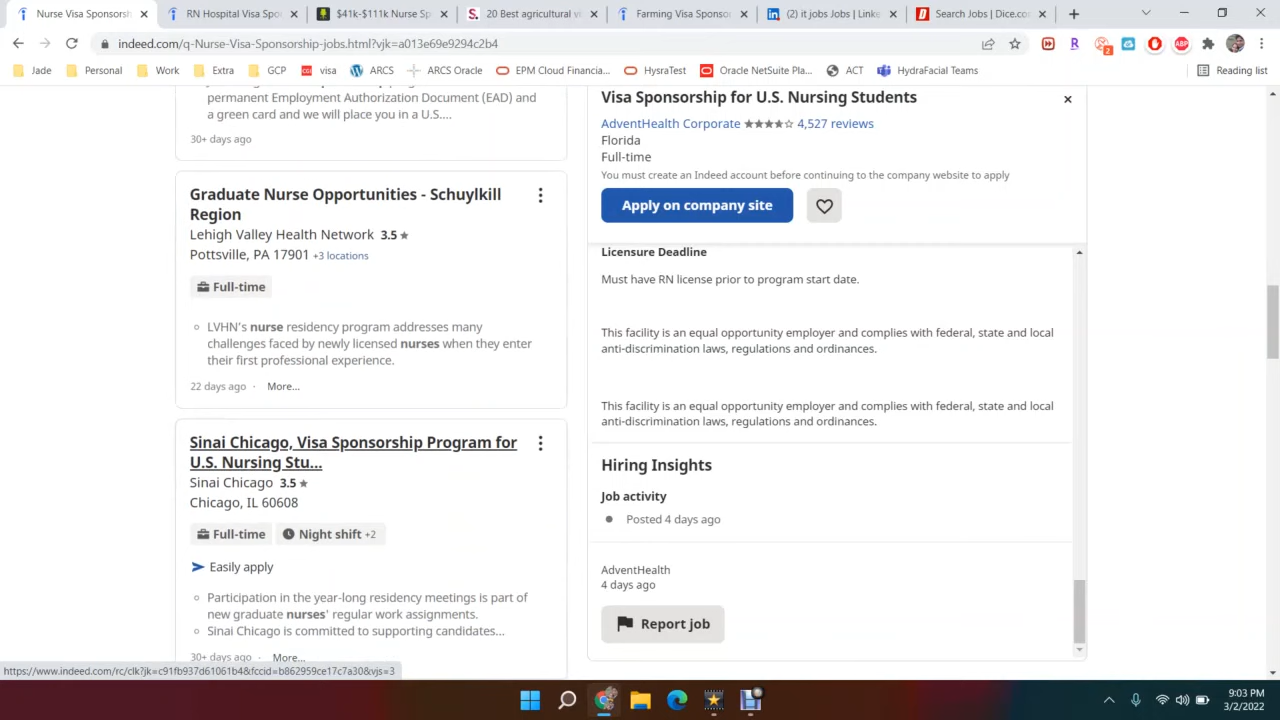 Nurse Visa Sponsorsh
RN Hospital Visa Spo
$41k-$111k Nurse Sp
20 Best agricultural v
Farming Visa Sponso
(2) it jobs Jobs | Linke
Search Jobs | Dice.co
indeed.com/q-Nurse-Visa-Sponsorship-jobs.html?vjk=a013e69e9294c2b4
R
2
ABP
Jade
Personal
Work
Extra
GCP
visa
ARCS
ARCS Oracle
EPM Cloud Financia...
HysraTest
Oracle NetSuite Pla...
ACT
HydraFacial Teams
Reading list
permanent Employment Authorization Document (EAD) and
a green card and we will place you in a U.S....
30+ days ago
Graduate Nurse Opportunities - Schuylkill
Region
Lehigh Valley Health Network 3.5 ★
Pottsville, PA 17901 +3 locations
Full-time
LVHN's nurse residency program addresses many
challenges faced by newly licensed nurses when they enter
their first professional experience.
22 days ago · More...
Sinai Chicago, Visa Sponsorship Program for
U.S. Nursing Stu...
Sinai Chicago 3.5 ★
Chicago, IL 60608
Full-time
Night shift +2
Easily apply
Participation in the year-long residency meetings is part of
new graduate nurses' regular work assignments.
Sinai Chicago is committed to supporting candidates...
30+ days ago · More...
https://www.indeed.com/rc/clk?jk=c91fb937d61061b4&fccid=b862959ce17c7a30&vjs=3
Visa Sponsorship for U.S. Nursing Students
AdventHealth Corporate ★★★★☆ 4,527 reviews
Florida
Full-time
You must create an Indeed account before continuing to the company website to apply
Apply on company site
Licensure Deadline
Must have RN license prior to program start date.
This facility is an equal opportunity employer and complies with federal, state and local
anti-discrimination laws, regulations and ordinances.
This facility is an equal opportunity employer and complies with federal, state and local
anti-discrimination laws, regulations and ordinances.
Hiring Insights
Job activity
Posted 4 days ago
AdventHealth
4 days ago
Report job
9:03 PM
3/2/2022